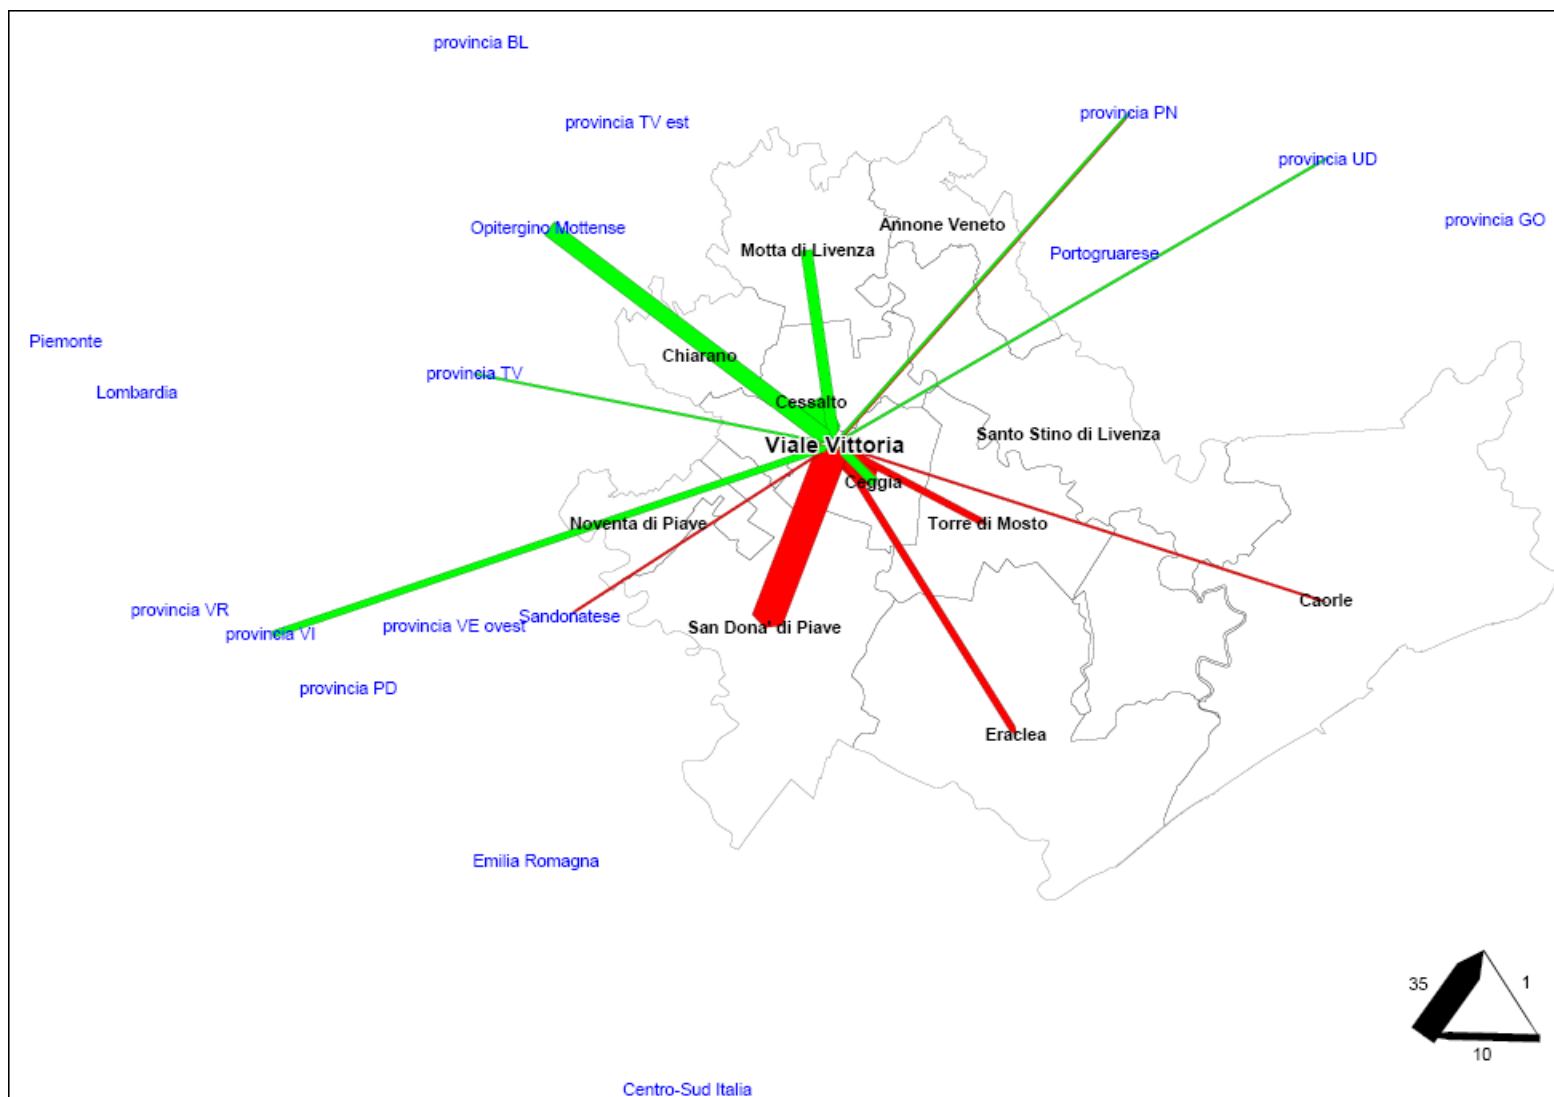 provincia BL
provincia PN
provincia TV est
provincia UD
provincia GO
Annone Veneto
Opitergino Mottense
Motta di Livenza
Portogruarese
Piemonte
Chiarano
provincia TV
Lombardia
Cessalto
Santo Stino di Livenza
Viale Vittoria
Ceggia
Noventa di Piave
Torre di Mosto
Caorle
provincia VR
Sandonatese
provincia VE ovest
San Dona' di Piave
provincia VI
provincia PD
Eraclea
Emilia Romagna
35
1
10
Centro-Sud Italia